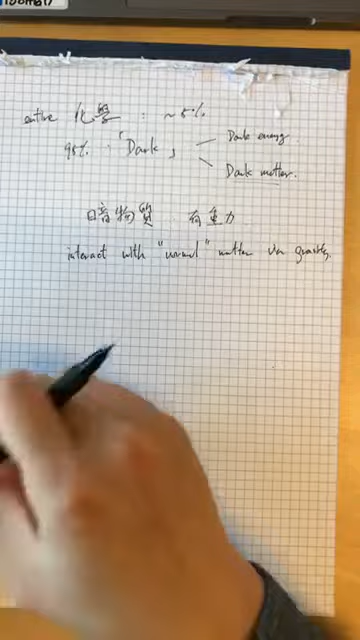 entire 化學 : ~5%
95% 「Dark」 Dark energy.
Dark matter.
暗物質 有重力
interact with "normal" matter via gravity.